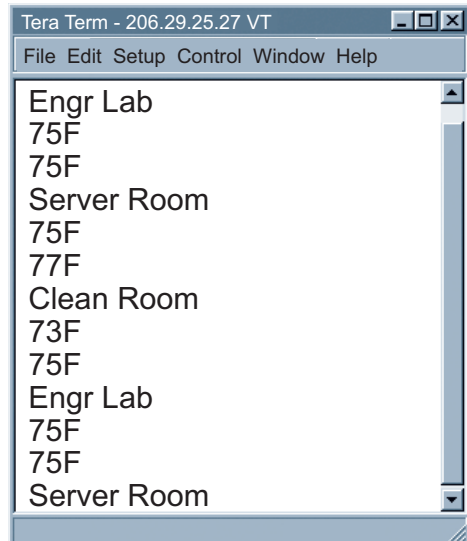 Tera Term - 206.29.25.27 VT
File Edit Setup Control Window Help
Engr Lab
75F
75F
Server Room
75F
77F
Clean Room
73F
75F
Engr Lab
75F
75F
Server Room